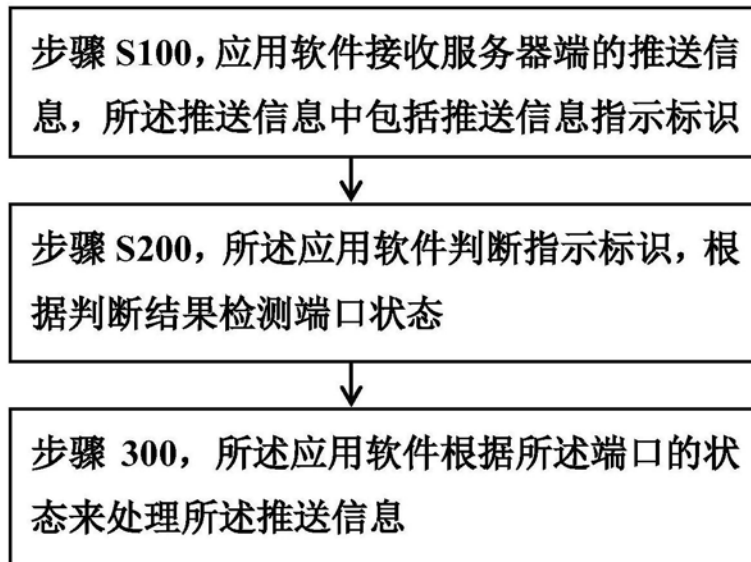 步骤 S100，应用软件接收服务器端的推送信
息，所述推送信息中包括推送信息指示标识
步骤 S200，所述应用软件判断指示标识，根
据判断结果检测端口状态
步骤 300，所述应用软件根据所述端口的状
态来处理所述推送信息